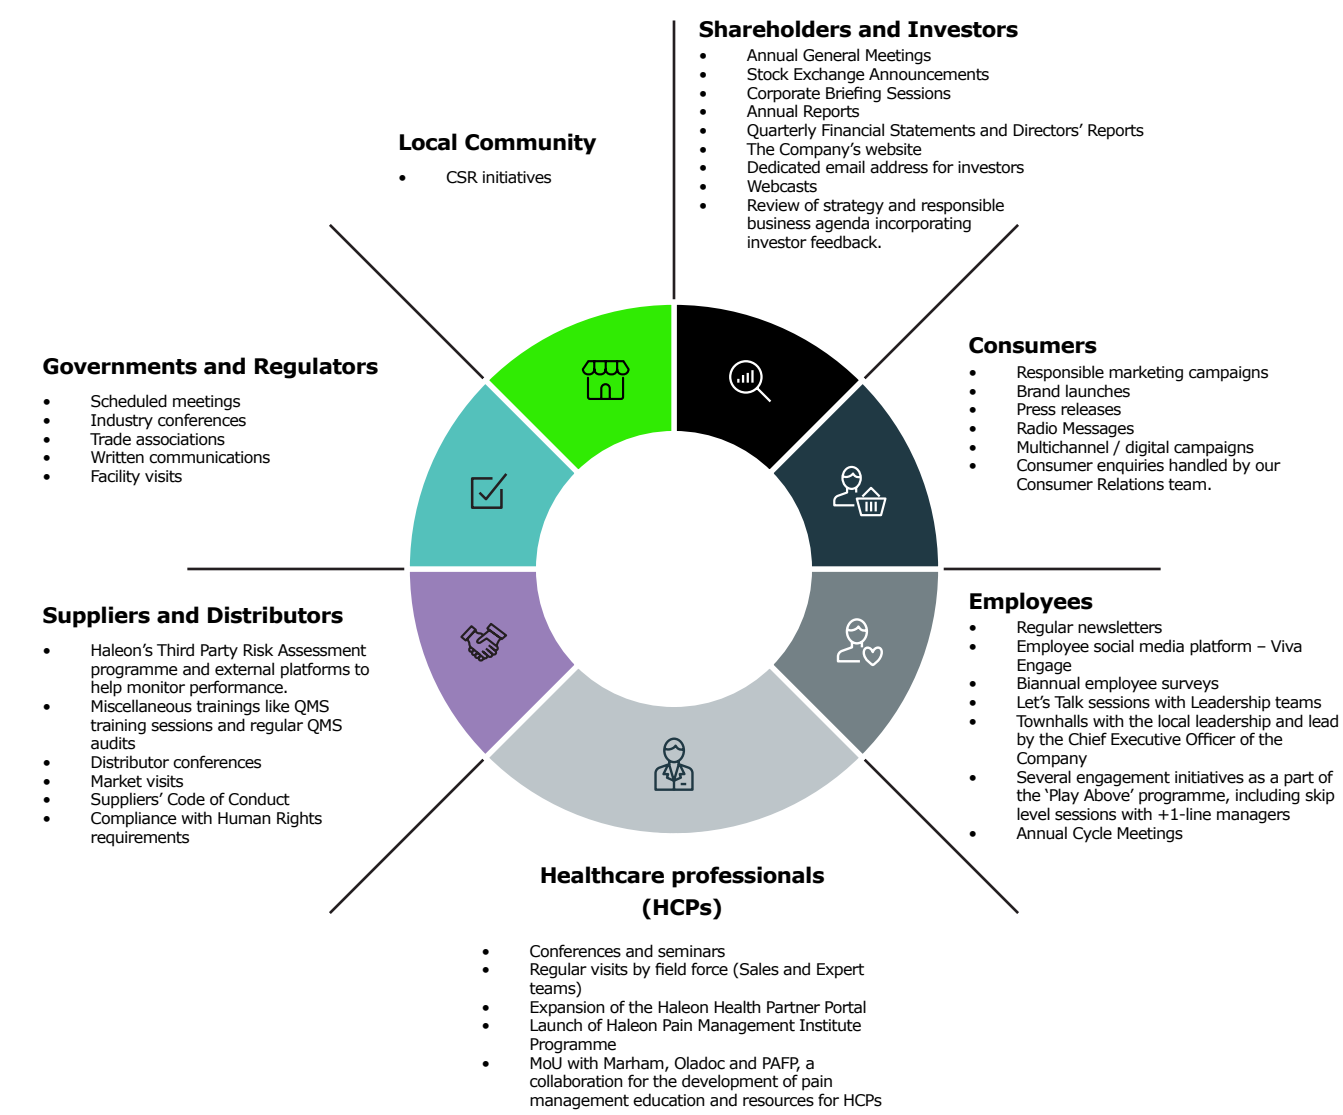 Shareholders and Investors
• Annual General Meetings
• Stock Exchange Announcements
• Corporate Briefing Sessions
• Annual Reports
• Quarterly Financial Statements and Directors’ Reports
• The Company’s website
• Dedicated email address for investors
• Webcasts
• Review of strategy and responsible
business agenda incorporating
investor feedback.
Local Community
• CSR initiatives
Consumers
• Responsible marketing campaigns
• Brand launches
• Press releases
• Radio Messages
• Multichannel / digital campaigns
• Consumer enquiries handled by our
Consumer Relations team.
Governments and Regulators
• Scheduled meetings
• Industry conferences
• Trade associations
• Written communications
• Facility visits
Employees
• Regular newsletters
• Employee social media platform – Viva
Engage
• Biannual employee surveys
• Let’s Talk sessions with Leadership teams
• Townhalls with the local leadership and lead
by the Chief Executive Officer of the
Company
• Several engagement initiatives as a part of
the ‘Play Above’ programme, including skip
level sessions with +1-line managers
• Annual Cycle Meetings
Suppliers and Distributors
• Haleon’s Third Party Risk Assessment
programme and external platforms to
help monitor performance.
• Miscellaneous trainings like QMS
training sessions and regular QMS
audits
• Distributor conferences
• Market visits
• Suppliers’ Code of Conduct
• Compliance with Human Rights
requirements
Healthcare professionals
(HCPs)
• Conferences and seminars
• Regular visits by field force (Sales and Expert
teams)
• Expansion of the Haleon Health Partner Portal
• Launch of Haleon Pain Management Institute
Programme
• MoU with Marham, Oladoc and PAFP, a
collaboration for the development of pain
management education and resources for HCPs